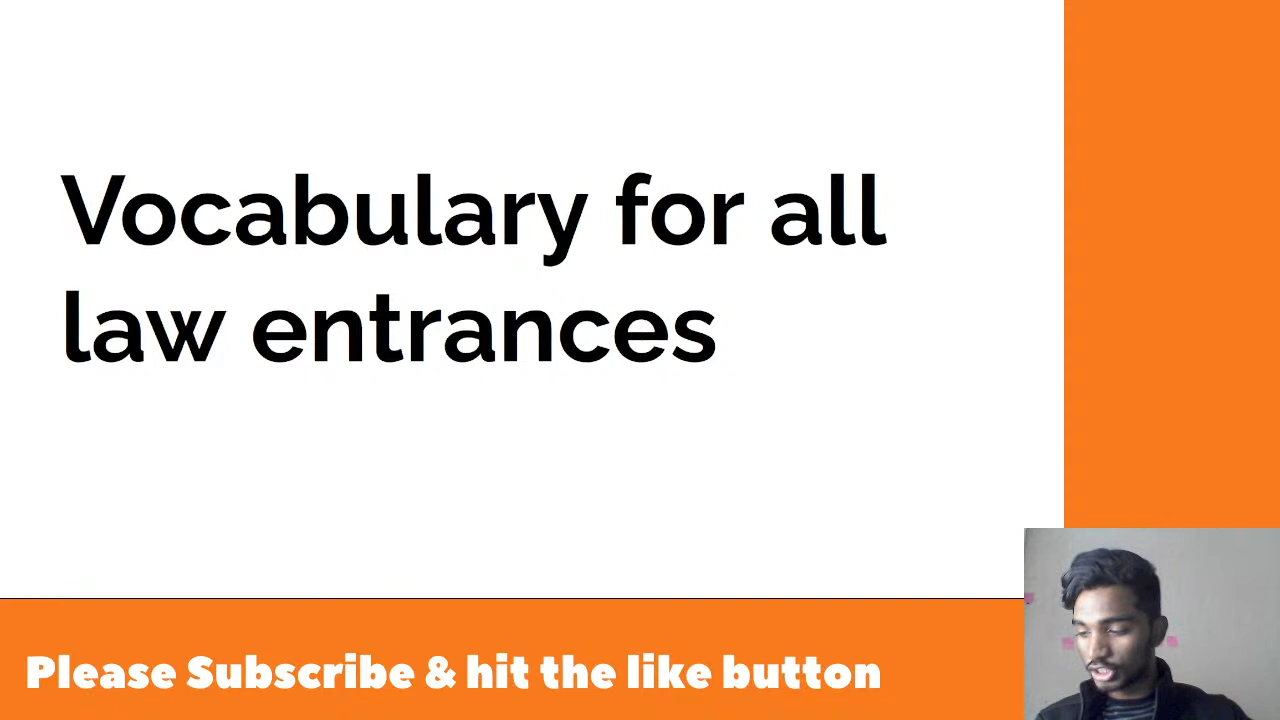 Vocabulary for all
law entrances
Please Subscribe & hit the like button